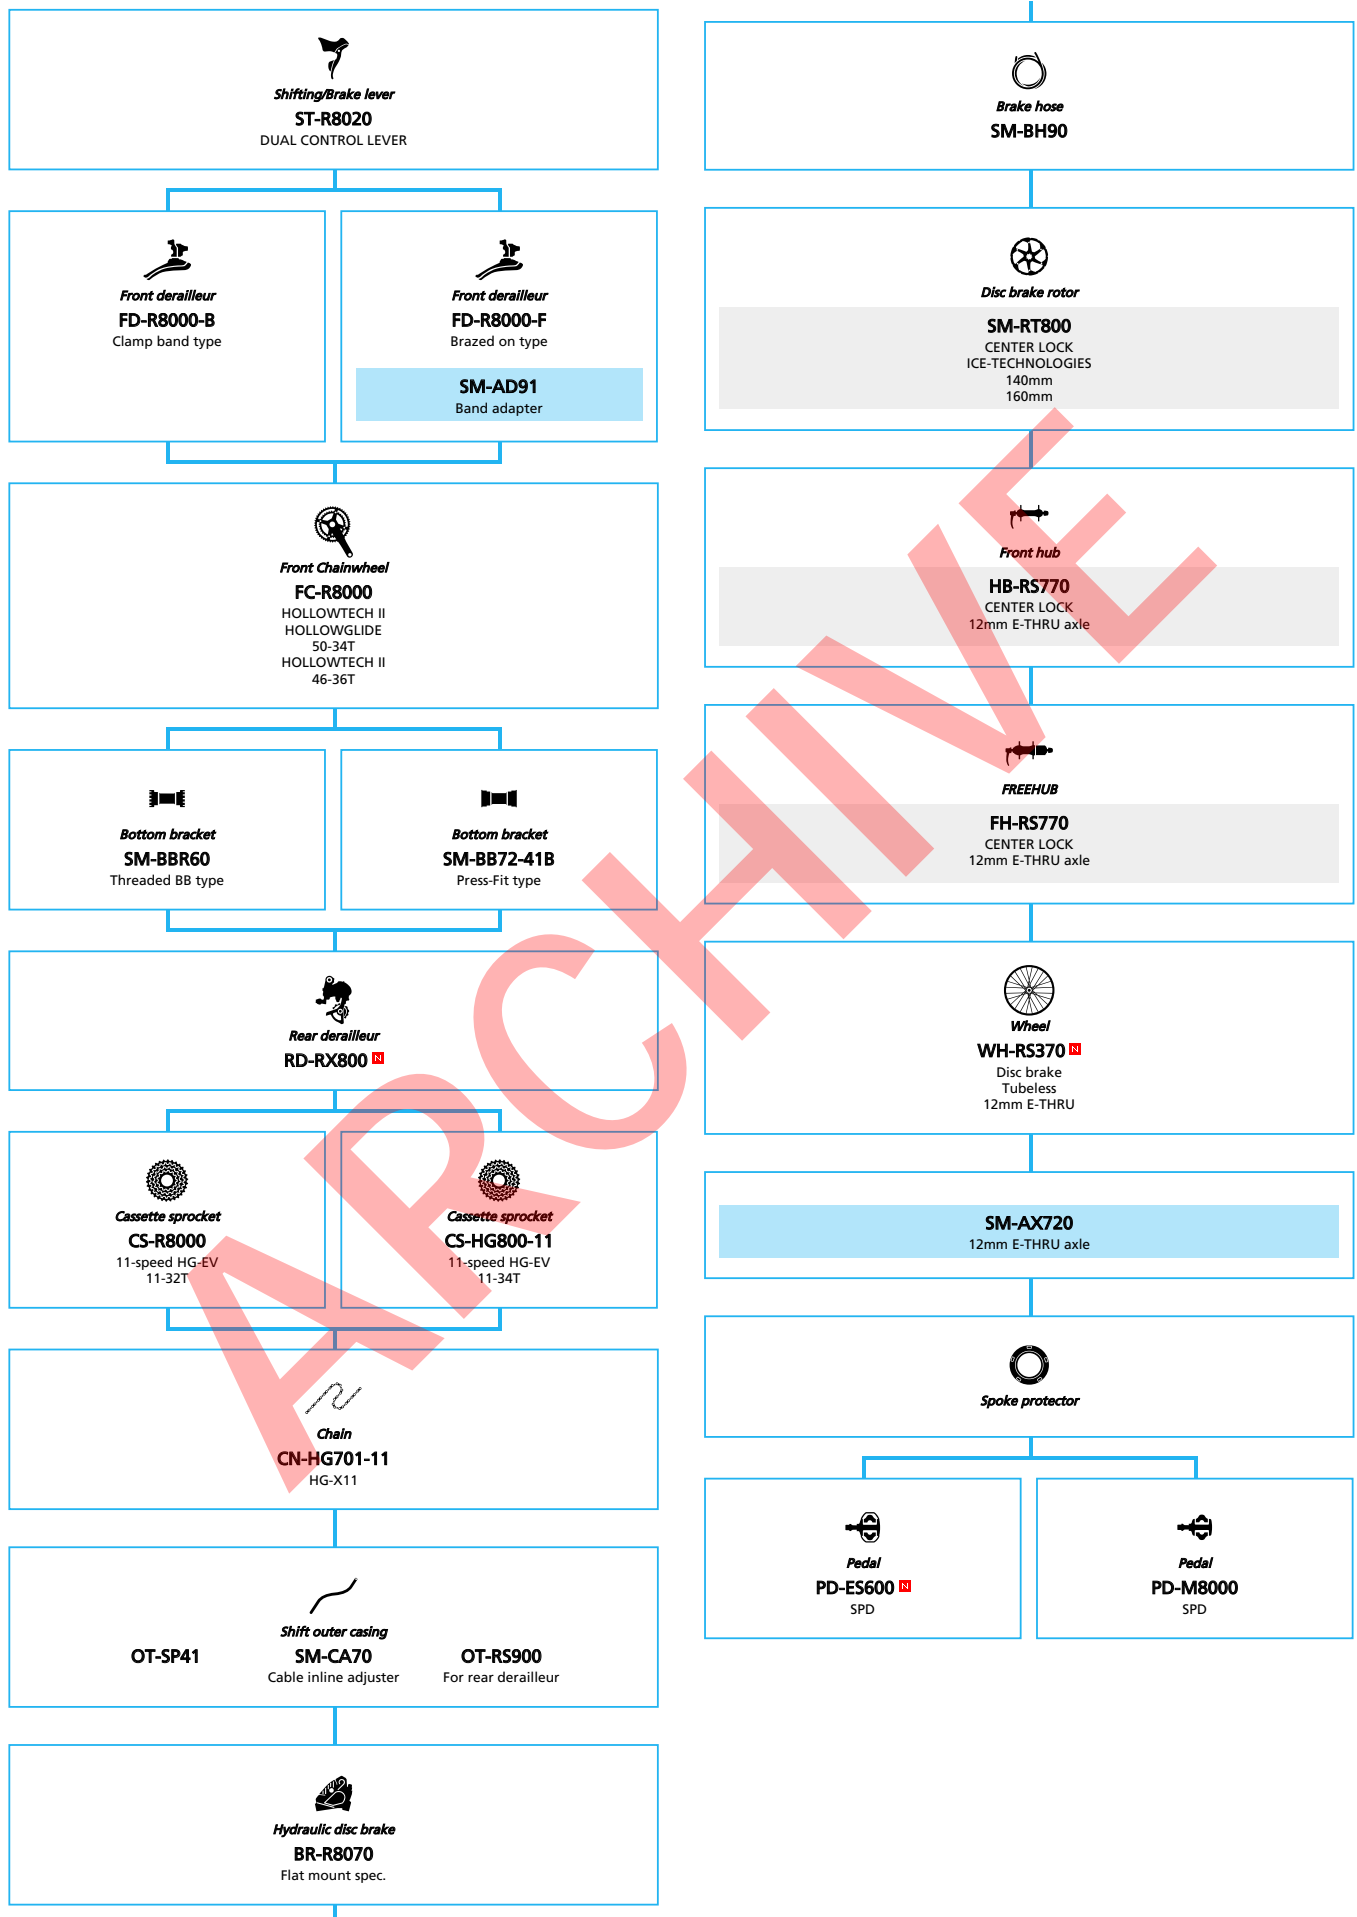 Shifting/Brake lever
ST-R8020
DUAL CONTROL LEVER
Front derailleur
FD-R8000-B
Clamp band type
Front derailleur
FD-R8000-F
Brazed on type
SM-AD91
Band adapter
Front Chainwheel
FC-R8000
HOLLOWTECH II
HOLLOWGLIDE
50-34T
HOLLOWTECH II
46-36T
Bottom bracket
SM-BBR60
Threaded BB type
Bottom bracket
SM-BB72-41B
Press-Fit type
Rear derailleur
RD-RX800 N
Cassette sprocket
CS-R8000
11-speed HG-EV
11-32T
Cassette sprocket
CS-HG800-11
11-speed HG-EV
11-34T
Chain
CN-HG701-11
HG-X11
Shift outer casing
OT-SP41
SM-CA70
Cable inline adjuster
OT-RS900
For rear derailleur
Hydraulic disc brake
BR-R8070
Flat mount spec.
Brake hose
SM-BH90
Disc brake rotor
SM-RT800
CENTER LOCK
ICE-TECHNOLOGIES
140mm
160mm
Front hub
HB-RS770
CENTER LOCK
12mm E-THRU axle
FREEHUB
FH-RS770
CENTER LOCK
12mm E-THRU axle
Wheel
WH-RS370 N
Disc brake
Tubeless
12mm E-THRU
SM-AX720
12mm E-THRU axle
Spoke protector
Pedal
PD-ES600 N
SPD
Pedal
PD-M8000
SPD
ARCHIVE